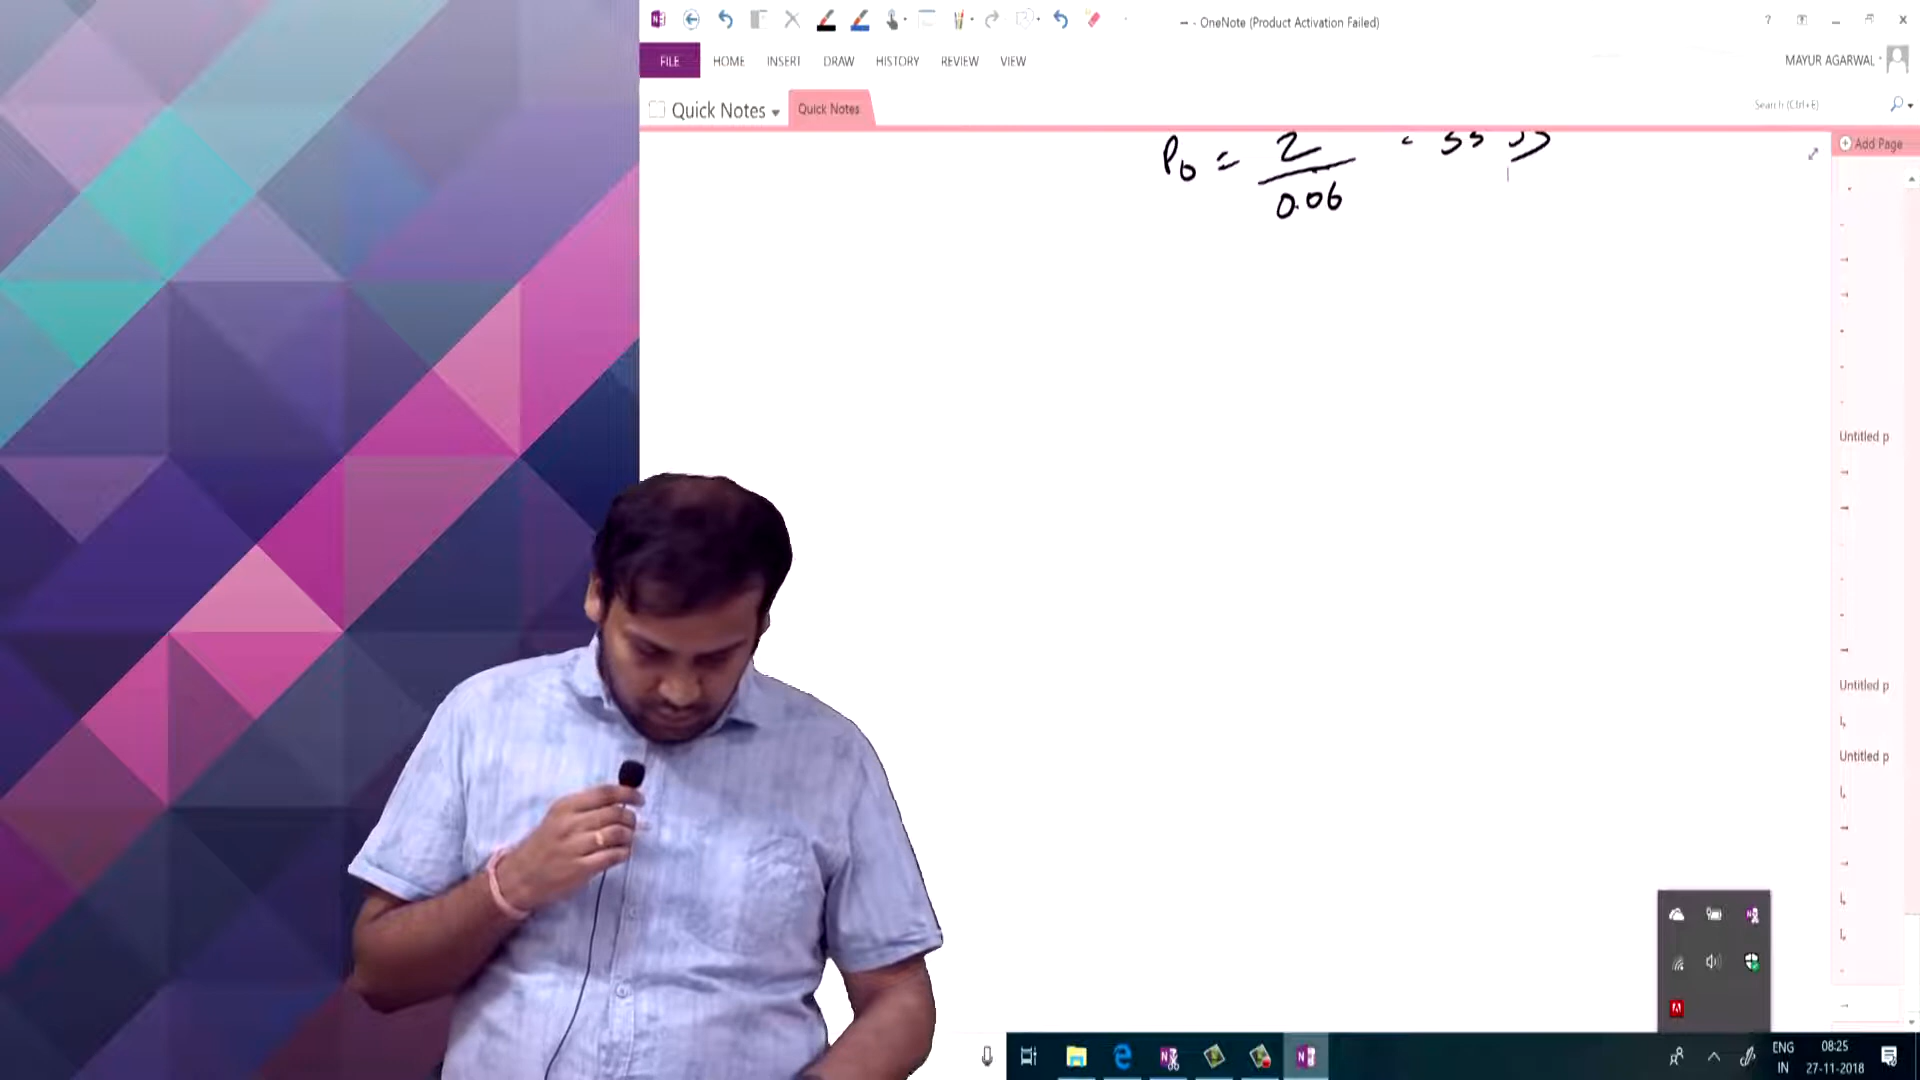 - OneNote (Product Activation Failed)
?
FILE HOME INSERT DRAW HISTORY REVIEW VIEW
MAYUR AGARWAL
Quick Notes
Quick Notes
Search (Ctrl+E)
Add Page
P0 = 2 / 0.06
Untitled p
Untitled p
Untitled p
ENG
IN
08:25
27-11-2018